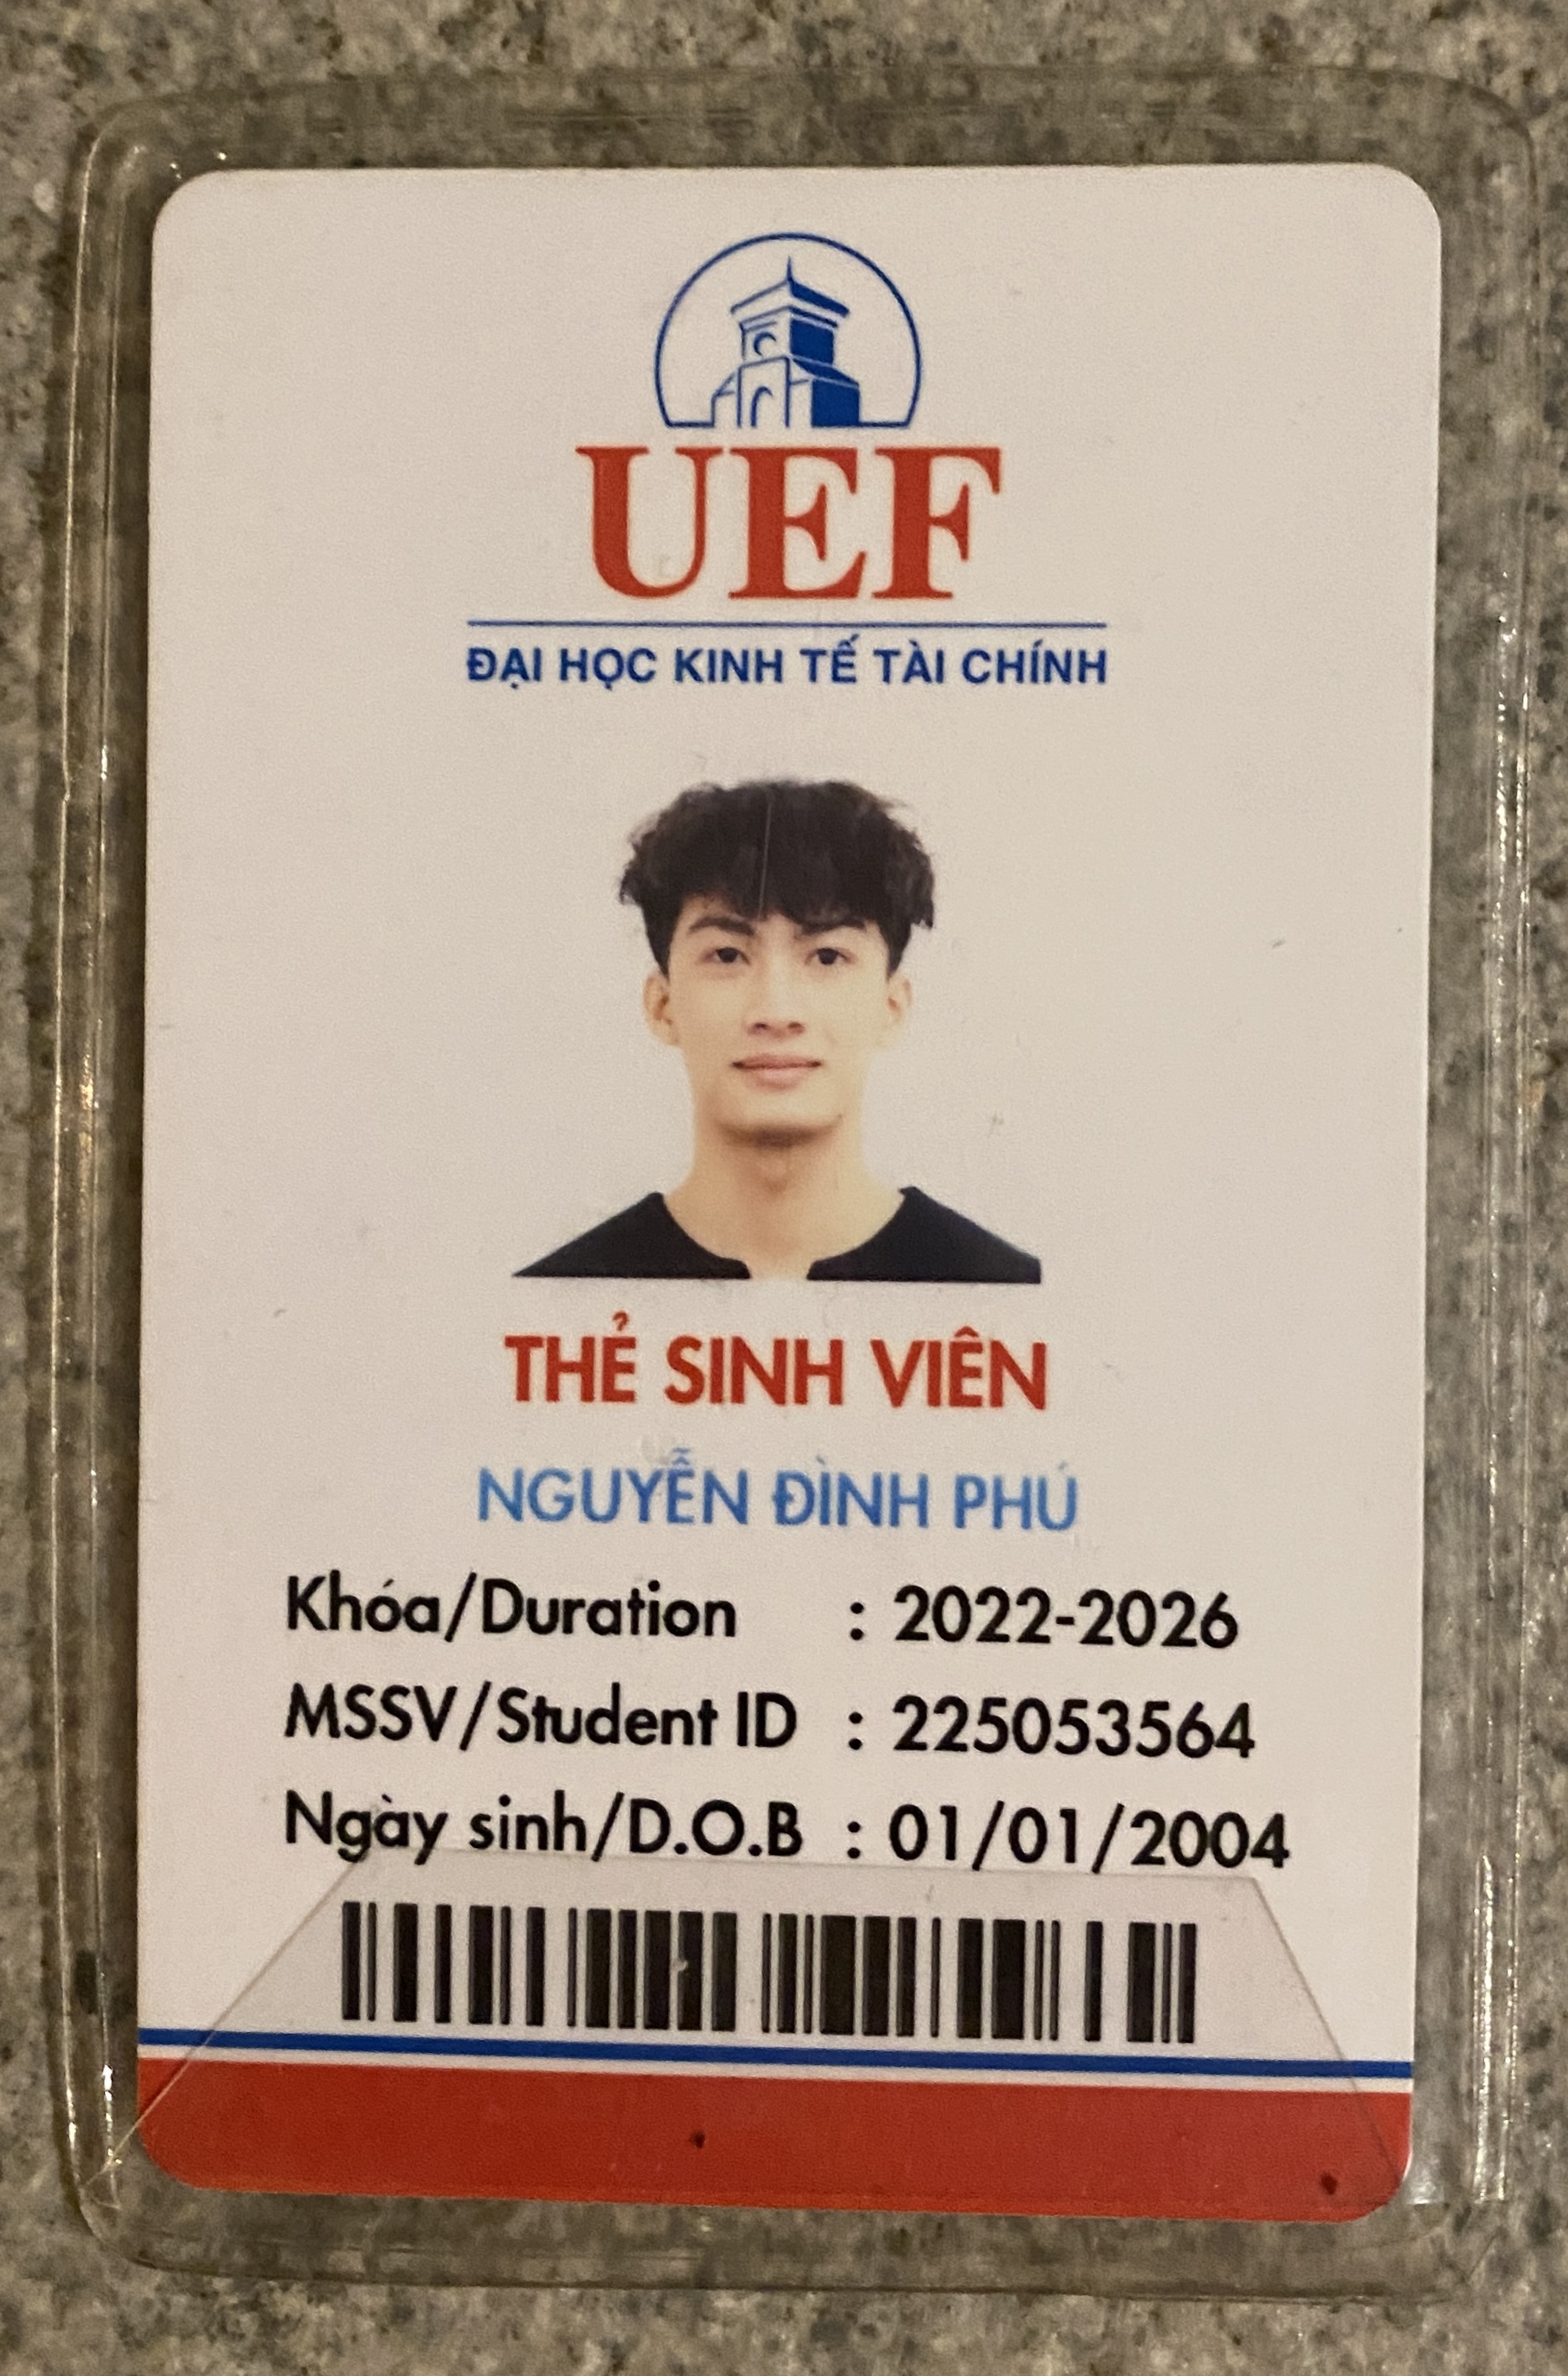 UEF
ĐẠI HỌC KINH TẾ TÀI CHÍNH
THẺ SINH VIÊN
NGUYỄN ĐÌNH PHÚ
Khóa/Duration : 2022-2026
MSSV/Student ID : 225053564
Ngày sinh/D.O.B : 01/01/2004